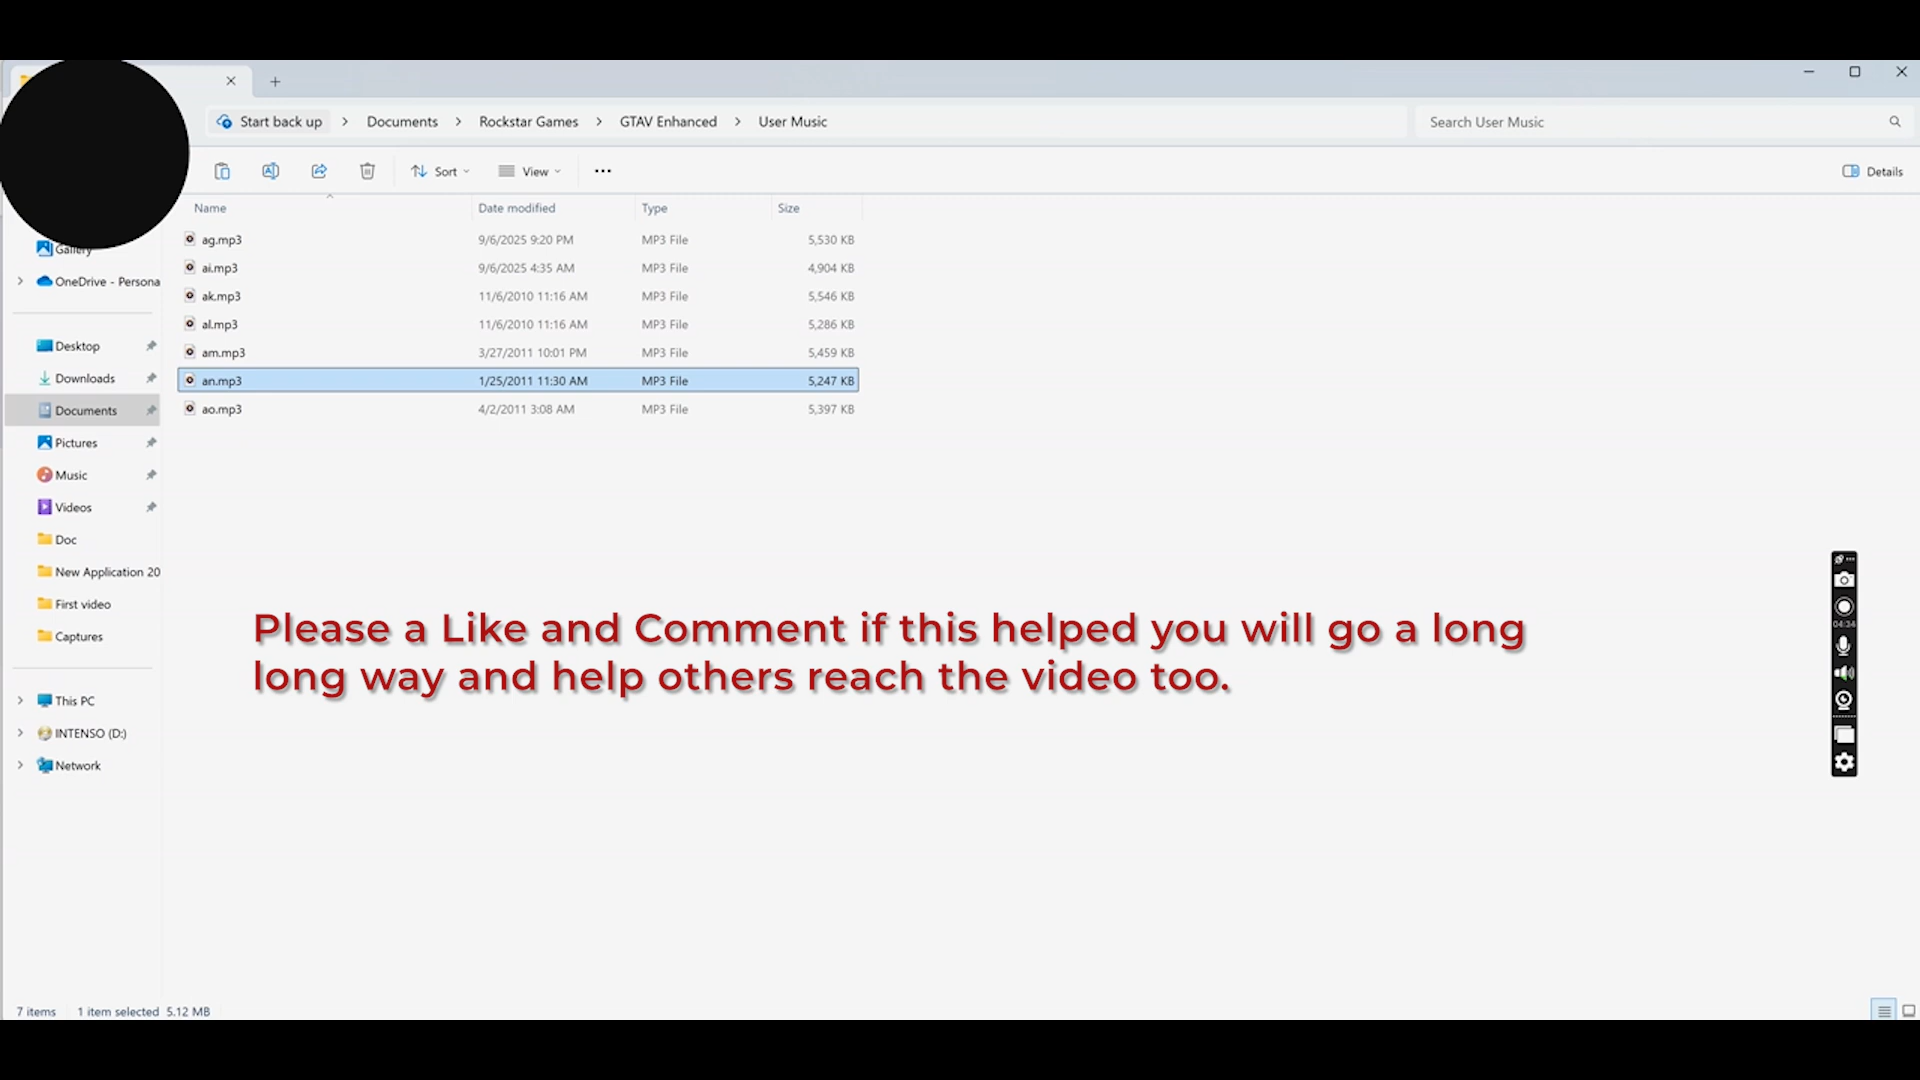 Start back up > Documents > Rockstar Games > GTAV Enhanced > User Music
Search User Music
Sort View ... Details
Name Date modified Type Size
ag.mp3 9/6/2025 9:20 PM MP3 File 5,530 KB
ai.mp3 9/6/2025 4:35 AM MP3 File 4,904 KB
ak.mp3 11/6/2010 11:16 AM MP3 File 5,546 KB
al.mp3 11/6/2010 11:16 AM MP3 File 5,286 KB
am.mp3 3/27/2011 10:01 PM MP3 File 5,459 KB
an.mp3 1/25/2011 11:30 AM MP3 File 5,247 KB
ao.mp3 4/2/2011 3:08 AM MP3 File 5,397 KB
Gallery
OneDrive - Persona
Desktop
Downloads
Documents
Pictures
Music
Videos
Doc
New Application 20
First video
Captures
This PC
INTENSO (D:)
Network
Please a Like and Comment if this helped you will go a long
long way and help others reach the video too.
04:34
7 items 1 item selected 5.12 MB